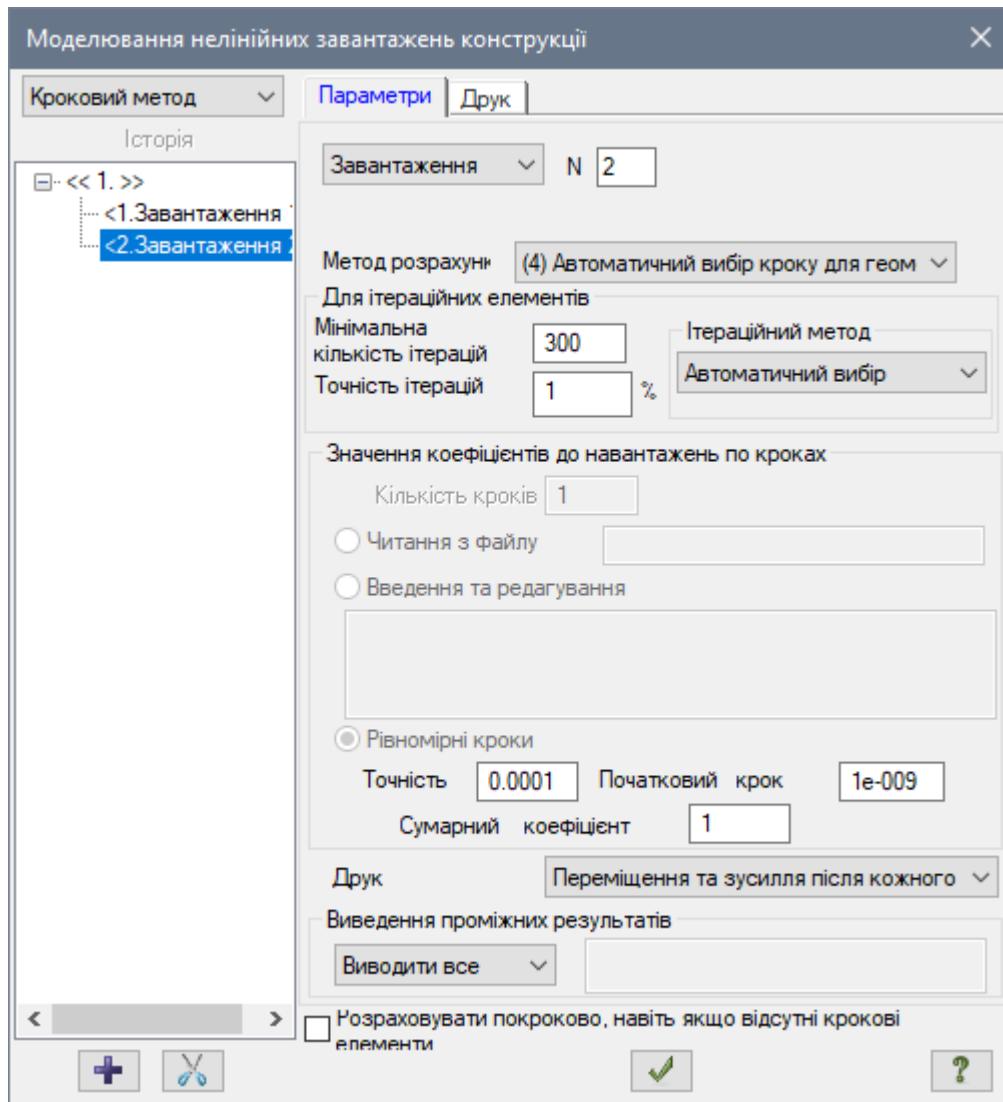 Моделювання нелінійних завантажень конструкції
Кроковий метод
Історія
<< 1. >>
<1.Завантаження
<2.Завантаження 2
Параметри
Друк
Завантаження N 2
Метод розрахунк (4) Автоматичний вибір кроку для геом
Для ітераційних елементів
Мінімальна
кількість ітерацій 300
Точність ітерацій 1 %
Ітераційний метод
Автоматичний вибір
Значення коефіцієнтів до навантажень по кроках
Кількість кроків 1
Читання з файлу
Введення та редагування
Рівномірні кроки
Точність 0.0001 Початковий крок 1e-009
Сумарний коефіцієнт 1
Друк Переміщення та зусилля після кожного
Виведення проміжних результатів
Виводити все
Розраховувати покроково, навіть якщо відсутні крокові
елементи
?